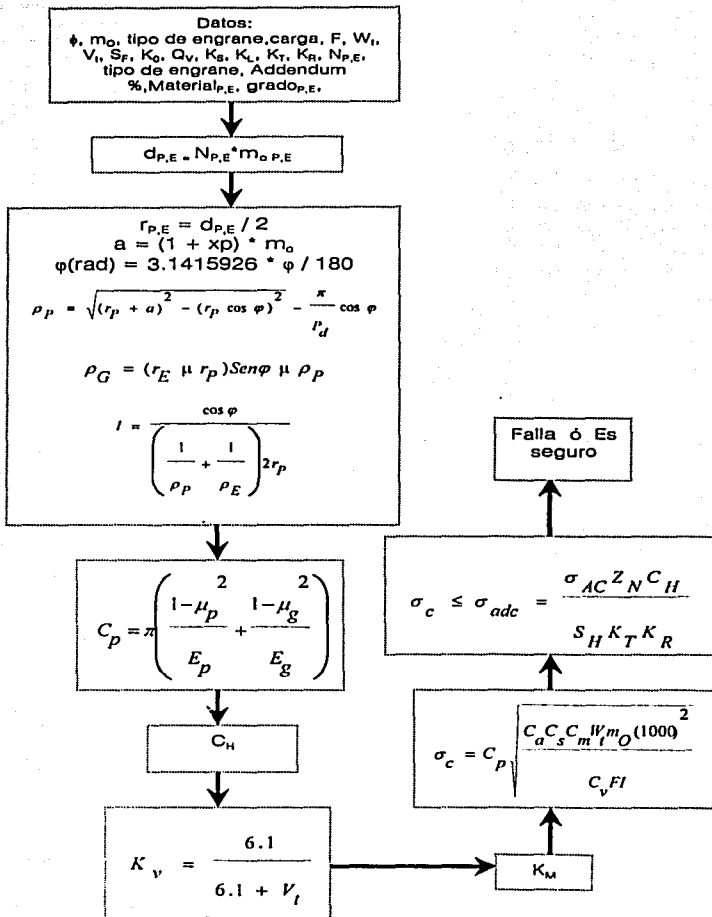 Datos:
ϕ, m₀, tipo de engrane,carga, F, Wₜ,
Vₜ, S_F, K₀, Q_V, K_S, K_L, K_T, K_R, N_P,E,
tipo de engrane, Addendum
%,Material_P.E, grado_P.E,
d_P,E = N_P,E*m_o P,E
r_P,E = d_P,E / 2
a = (1 + xp) * m_o
φ(rad) = 3.1415926 * φ / 180
ρ_P = √((r_P + a)² − (r_P cos φ)²) − π/P_d cos φ
ρ_G = (r_E μ r_P)Senφ μ ρ_P
I = cos φ / ((1/ρ_P + 1/ρ_E) 2r_P)
C_p = π((1−μ_p²)/E_p + (1−μ_g²)/E_g)
C_H
K_v = 6.1 / (6.1 + V_t)
K_M
σ_c = C_p √(C_a C_s C_m W_t m_O (1000)² / C_v FI)
σ_c ≤ σ_adc = σ_AC Z_N C_H / S_H K_T K_R
Falla ó Es
seguro